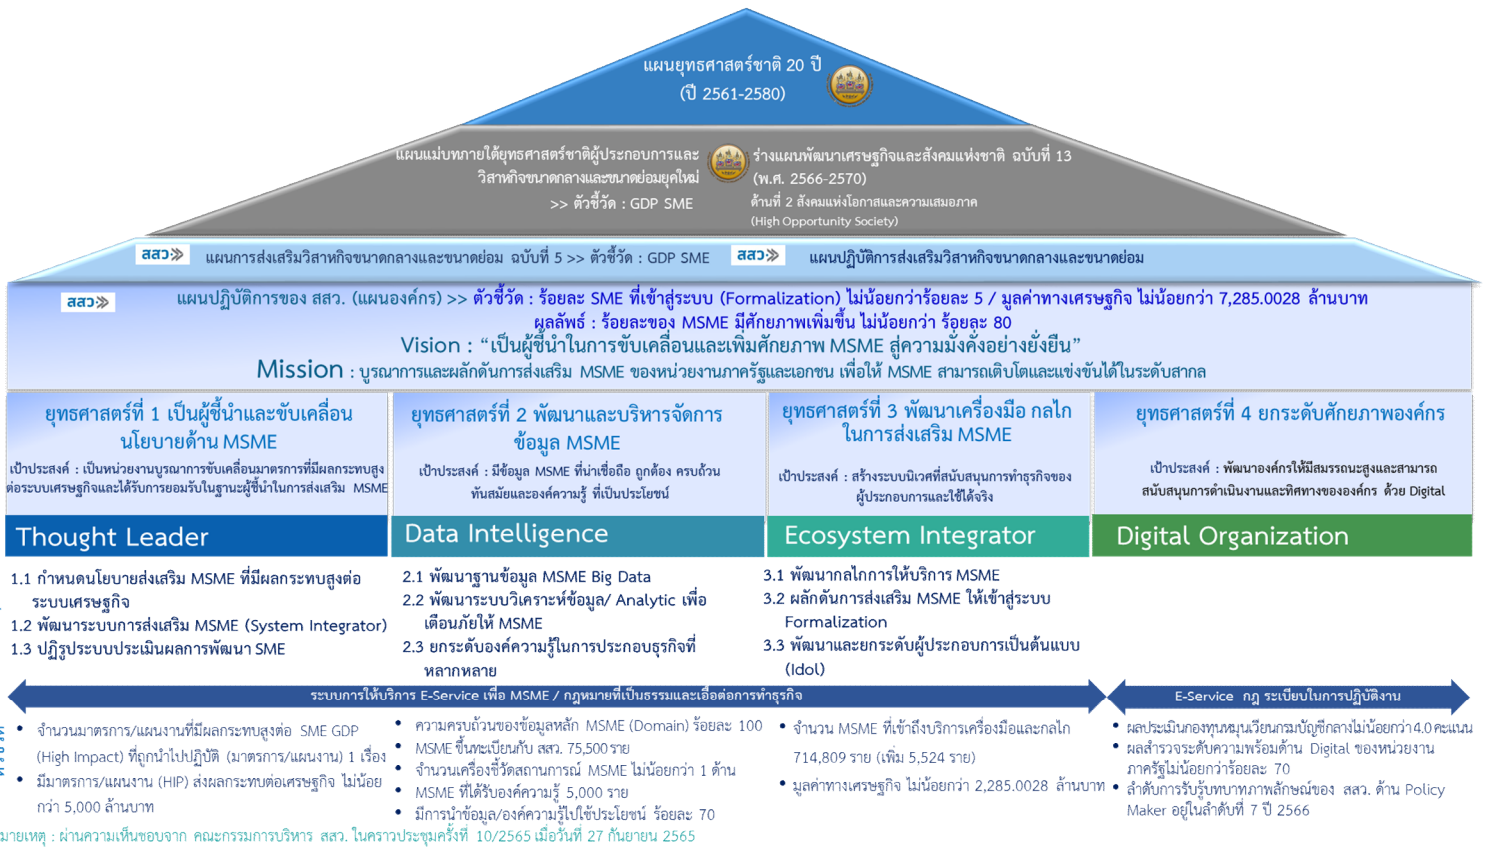 แผนยุทธศาสตร์ชาติ 20 ปี
(ปี 2561-2580)
แผนแม่บทภายใต้ยุทธศาสตร์ชาติผู้ประกอบการและ
วิสาหกิจขนาดกลางและขนาดย่อมยุคใหม่
>> ตัวชี้วัด : GDP SME
ร่างแผนพัฒนาเศรษฐกิจและสังคมแห่งชาติ ฉบับที่ 13
(พ.ศ. 2566-2570)
ด้านที่ 2 สังคมแห่งโอกาสและความเสมอภาค
(High Opportunity Society)
สสว แผนการส่งเสริมวิสาหกิจขนาดกลางและขนาดย่อม ฉบับที่ 5 >> ตัวชี้วัด : GDP SME
สสว แผนปฏิบัติการส่งเสริมวิสาหกิจขนาดกลางและขนาดย่อม
สสว แผนปฏิบัติการของ สสว. (แผนองค์กร) >> ตัวชี้วัด : ร้อยละ SME ที่เข้าสู่ระบบ (Formalization) ไม่น้อยกว่าร้อยละ 5 / มูลค่าทางเศรษฐกิจ ไม่น้อยกว่า 7,285.0028 ล้านบาท
ผลลัพธ์ : ร้อยละของ MSME มีศักยภาพเพิ่มขึ้น ไม่น้อยกว่า ร้อยละ 80
Vision : “เป็นผู้ชี้นำในการขับเคลื่อนและเพิ่มศักยภาพ MSME สู่ความมั่งคั่งอย่างยั่งยืน”
Mission : บูรณาการและผลักดันการส่งเสริม MSME ของหน่วยงานภาครัฐและเอกชน เพื่อให้ MSME สามารถเติบโตและแข่งขันได้ในระดับสากล
ยุทธศาสตร์ที่ 1 เป็นผู้ชี้นำและขับเคลื่อน
นโยบายด้าน MSME
เป้าประสงค์ : เป็นหน่วยงานบูรณาการขับเคลื่อนมาตรการที่มีผลกระทบสูง
ต่อระบบเศรษฐกิจและได้รับการยอมรับในฐานะผู้ชี้นำในการส่งเสริม MSME
Thought Leader
1.1 กำหนดนโยบายส่งเสริม MSME ที่มีผลกระทบสูงต่อ
ระบบเศรษฐกิจ
1.2 พัฒนาระบบการส่งเสริม MSME (System Integrator)
1.3 ปฏิรูประบบประเมินผลการพัฒนา SME
ยุทธศาสตร์ที่ 2 พัฒนาและบริหารจัดการ
ข้อมูล MSME
เป้าประสงค์ : มีข้อมูล MSME ที่น่าเชื่อถือ ถูกต้อง ครบถ้วน
ทันสมัยและองค์ความรู้ ที่เป็นประโยชน์
Data Intelligence
2.1 พัฒนาฐานข้อมูล MSME Big Data
2.2 พัฒนาระบบวิเคราะห์ข้อมูล/ Analytic เพื่อ
เตือนภัยให้ MSME
2.3 ยกระดับองค์ความรู้ในการประกอบธุรกิจที่
หลากหลาย
ยุทธศาสตร์ที่ 3 พัฒนาเครื่องมือ กลไก
ในการส่งเสริม MSME
เป้าประสงค์ : สร้างระบบนิเวศที่สนับสนุนการทำธุรกิจของ
ผู้ประกอบการและใช้ได้จริง
Ecosystem Integrator
3.1 พัฒนากลไกการให้บริการ MSME
3.2 ผลักดันการส่งเสริม MSME ให้เข้าสู่ระบบ
Formalization
3.3 พัฒนาและยกระดับผู้ประกอบการเป็นต้นแบบ
(Idol)
ยุทธศาสตร์ที่ 4 ยกระดับศักยภาพองค์กร
เป้าประสงค์ : พัฒนาองค์กรให้มีสมรรถนะสูงและสามารถ
สนับสนุนการดำเนินงานและทิศทางขององค์กร ด้วย Digital
Digital Organization
ระบบการให้บริการ E-Service เพื่อ MSME / กฎหมายที่เป็นธรรมและเอื้อต่อการทำธุรกิจ
E-Service กฎ ระเบียบในการปฏิบัติงาน
• จำนวนมาตรการ/แผนงานที่มีผลกระทบสูงต่อ SME GDP
(High Impact) ที่ถูกนำไปปฏิบัติ (มาตรการ/แผนงาน) 1 เรื่อง
• มีมาตรการ/แผนงาน (HIP) ส่งผลกระทบต่อเศรษฐกิจ ไม่น้อย
กว่า 5,000 ล้านบาท
• ความครบถ้วนของข้อมูลหลัก MSME (Domain) ร้อยละ 100
• MSME ขึ้นทะเบียนกับ สสว. 75,500 ราย
• จำนวนเครื่องชี้วัดสถานการณ์ MSME ไม่น้อยกว่า 1 ด้าน
• MSME ที่ได้รับองค์ความรู้ 5,000 ราย
• มีการนำข้อมูล/องค์ความรู้ไปใช้ประโยชน์ ร้อยละ 70
• จำนวน MSME ที่เข้าถึงบริการเครื่องมือและกลไก
714,809 ราย (เพิ่ม 5,524 ราย)
• มูลค่าทางเศรษฐกิจ ไม่น้อยกว่า 2,285.0028 ล้านบาท
• ผลประเมินกองทุนหมุนเวียนกรมบัญชีกลางไม่น้อยกว่า 4.0 คะแนน
• ผลสำรวจระดับความพร้อมด้าน Digital ของหน่วยงาน
ภาครัฐไม่น้อยกว่าร้อยละ 70
• ลำดับการรับรู้บทบาทภาพลักษณ์ของ สสว. ด้าน Policy
Maker อยู่ในลำดับที่ 7 ปี 2566
มายเหตุ : ผ่านความเห็นชอบจาก คณะกรรมการบริหาร สสว. ในคราวประชุมครั้งที่ 10/2565 เมื่อวันที่ 27 กันยายน 2565